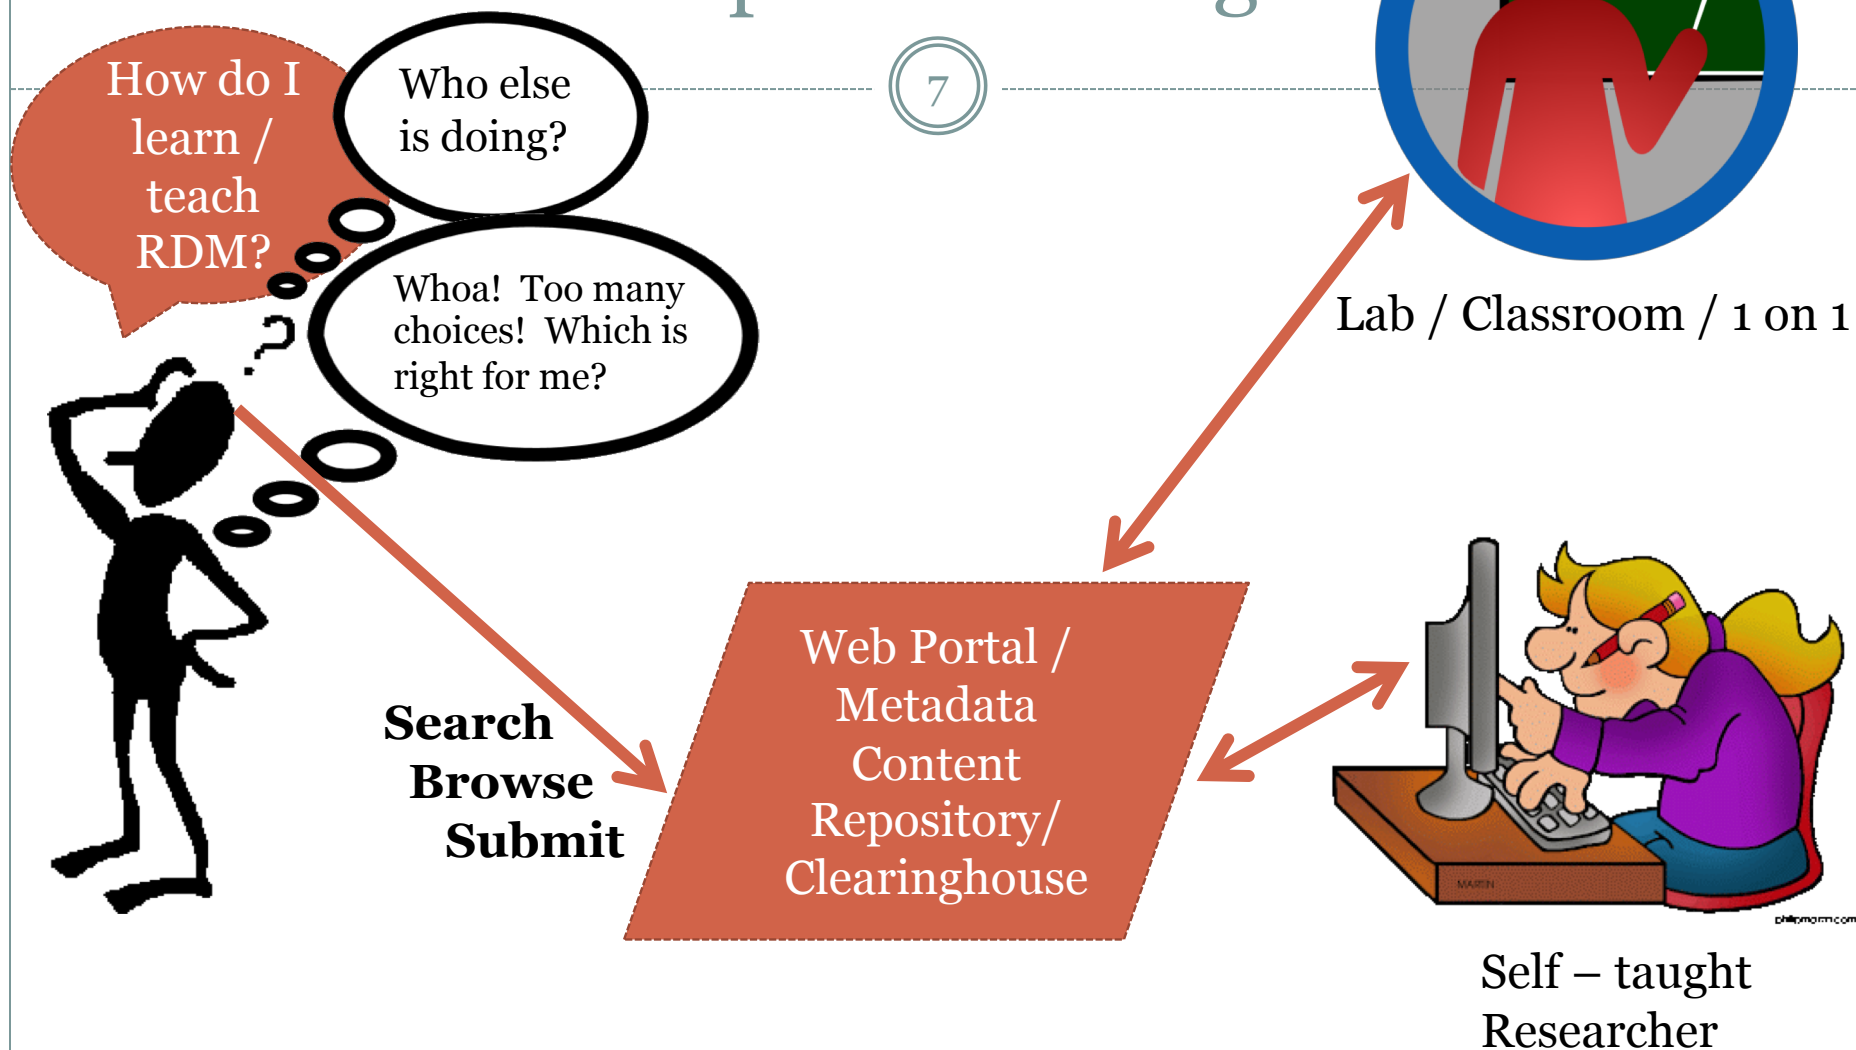 7
How do I
learn /
teach
RDM?
Who else
is doing?
Whoa!  Too many
choices!  Which is
right for me?
Lab / Classroom / 1 on 1
Search
Browse
Submit
Web Portal /
Metadata
Content
Repository/
Clearinghouse
MARTIN
Self – taught
Researcher